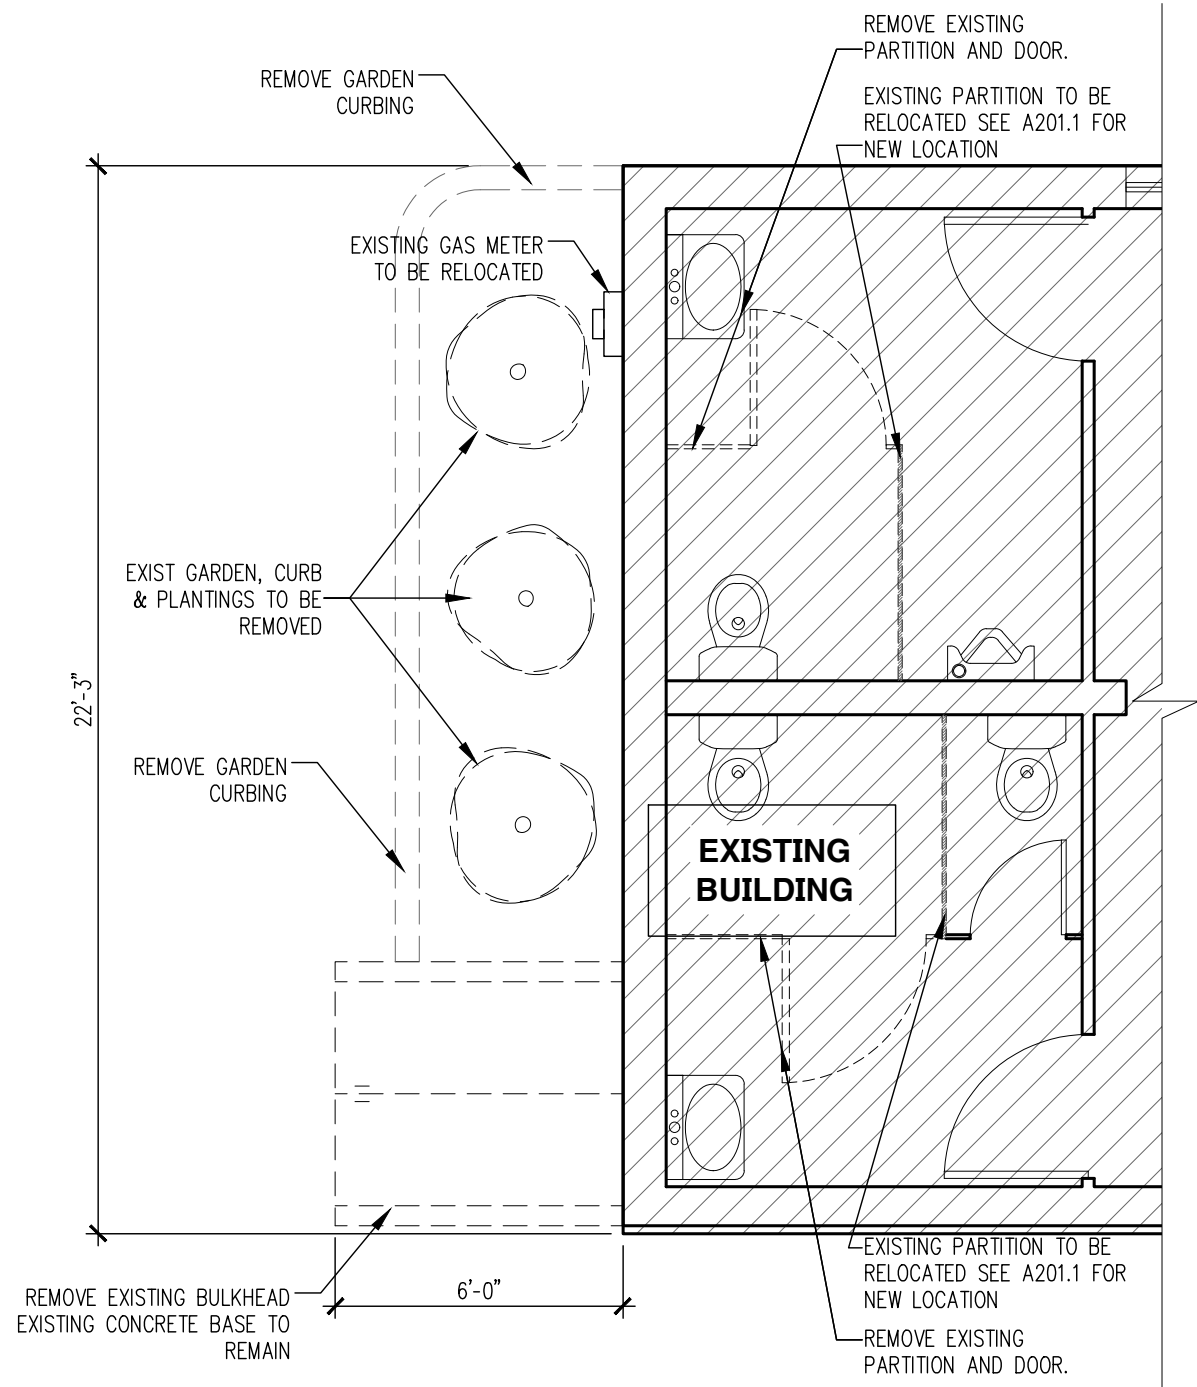 REMOVE EXISTING
PARTITION AND DOOR.
REMOVE GARDEN
CURBING
EXISTING PARTITION TO BE
RELOCATED SEE A201.1 FOR
NEW LOCATION
EXISTING GAS METER
TO BE RELOCATED
EXIST GARDEN, CURB
& PLANTINGS TO BE
REMOVED
22'-3"
REMOVE GARDEN
CURBING
EXISTING
BUILDING
EXISTING PARTITION TO BE
RELOCATED SEE A201.1 FOR
NEW LOCATION
6'-0"
REMOVE EXISTING BULKHEAD
EXISTING CONCRETE BASE TO
REMAIN
REMOVE EXISTING
PARTITION AND DOOR.